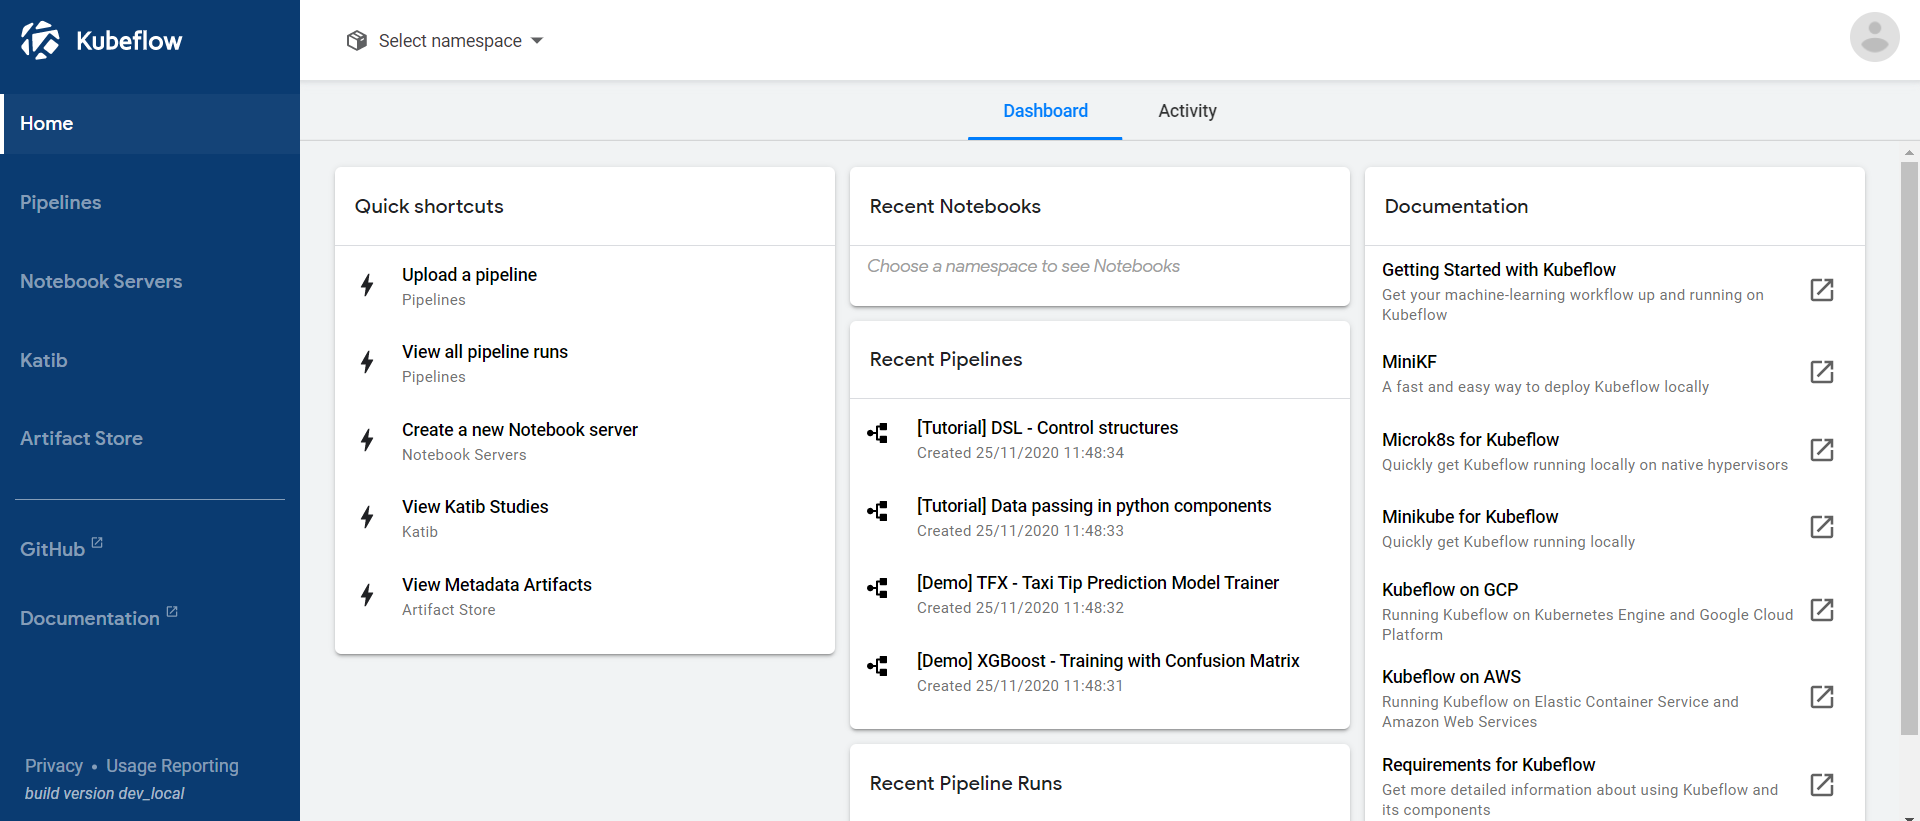 Kubeflow
Select namespace
Home
Pipelines
Notebook Servers
Katib
Artifact Store
GitHub
Documentation
Privacy • Usage Reporting
build version dev_local
Dashboard
Activity
Quick shortcuts
Upload a pipeline
Pipelines
View all pipeline runs
Pipelines
Create a new Notebook server
Notebook Servers
View Katib Studies
Katib
View Metadata Artifacts
Artifact Store
Recent Notebooks
Choose a namespace to see Notebooks
Recent Pipelines
[Tutorial] DSL - Control structures
Created 25/11/2020 11:48:34
[Tutorial] Data passing in python components
Created 25/11/2020 11:48:33
[Demo] TFX - Taxi Tip Prediction Model Trainer
Created 25/11/2020 11:48:32
[Demo] XGBoost - Training with Confusion Matrix
Created 25/11/2020 11:48:31
Recent Pipeline Runs
Documentation
Getting Started with Kubeflow
Get your machine-learning workflow up and running on
Kubeflow
MiniKF
A fast and easy way to deploy Kubeflow locally
Microk8s for Kubeflow
Quickly get Kubeflow running locally on native hypervisors
Minikube for Kubeflow
Quickly get Kubeflow running locally
Kubeflow on GCP
Running Kubeflow on Kubernetes Engine and Google Cloud
Platform
Kubeflow on AWS
Running Kubeflow on Elastic Container Service and
Amazon Web Services
Requirements for Kubeflow
Get more detailed information about using Kubeflow and
its components